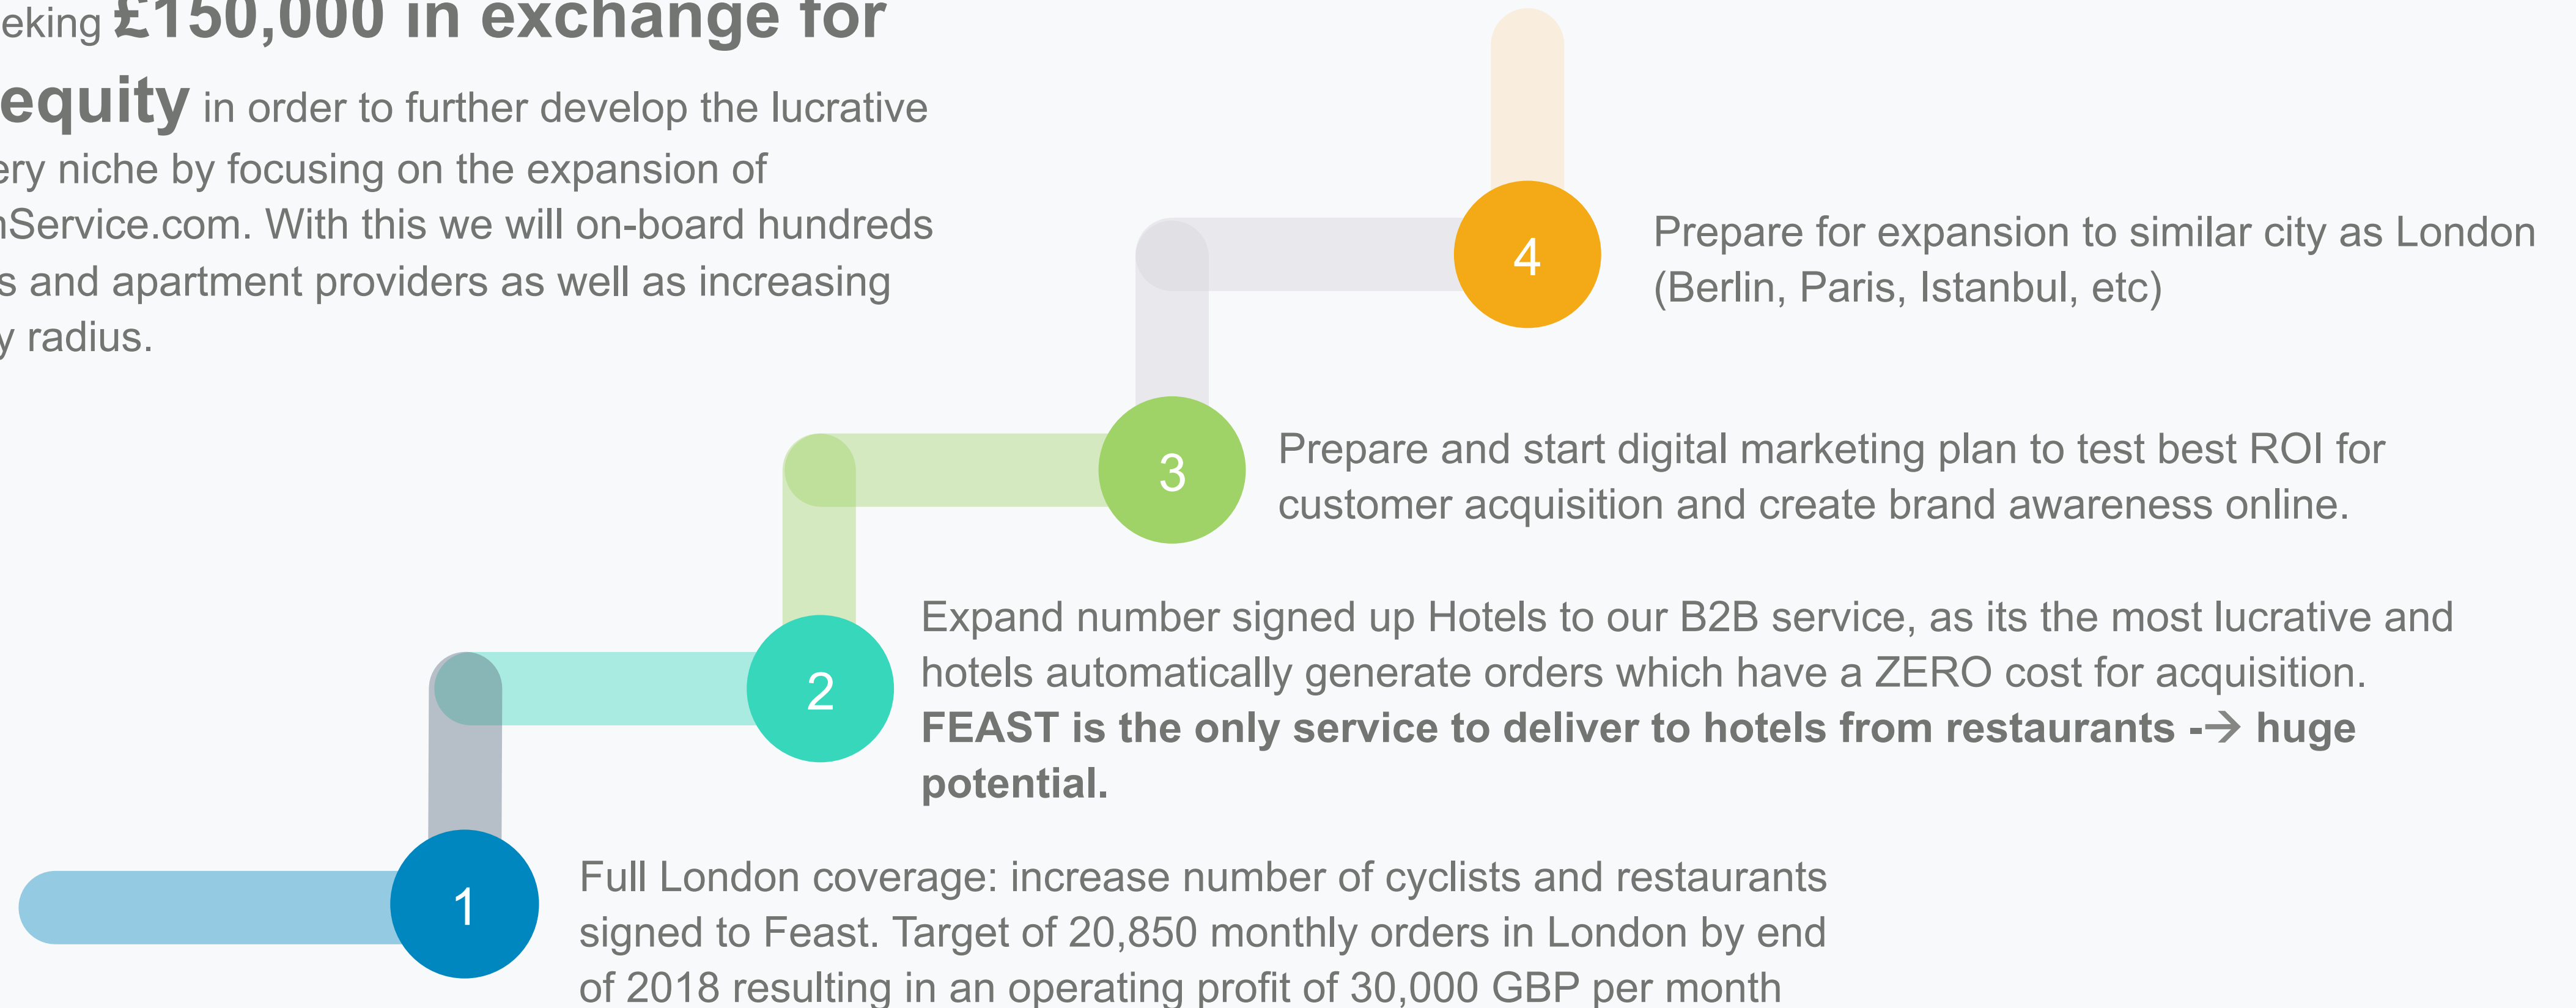 eking £150,000 in exchange for
equity in order to further develop the lucrative
ery niche by focusing on the expansion of
nService.com. With this we will on-board hundreds
s and apartment providers as well as increasing
y radius.
4
Prepare for expansion to similar city as London
(Berlin, Paris, Istanbul, etc)
3
Prepare and start digital marketing plan to test best ROI for
customer acquisition and create brand awareness online.
2
Expand number signed up Hotels to our B2B service, as its the most lucrative and
hotels automatically generate orders which have a ZERO cost for acquisition.
FEAST is the only service to deliver to hotels from restaurants -→ huge
potential.
1
Full London coverage: increase number of cyclists and restaurants
signed to Feast. Target of 20,850 monthly orders in London by end
of 2018 resulting in an operating profit of 30,000 GBP per month